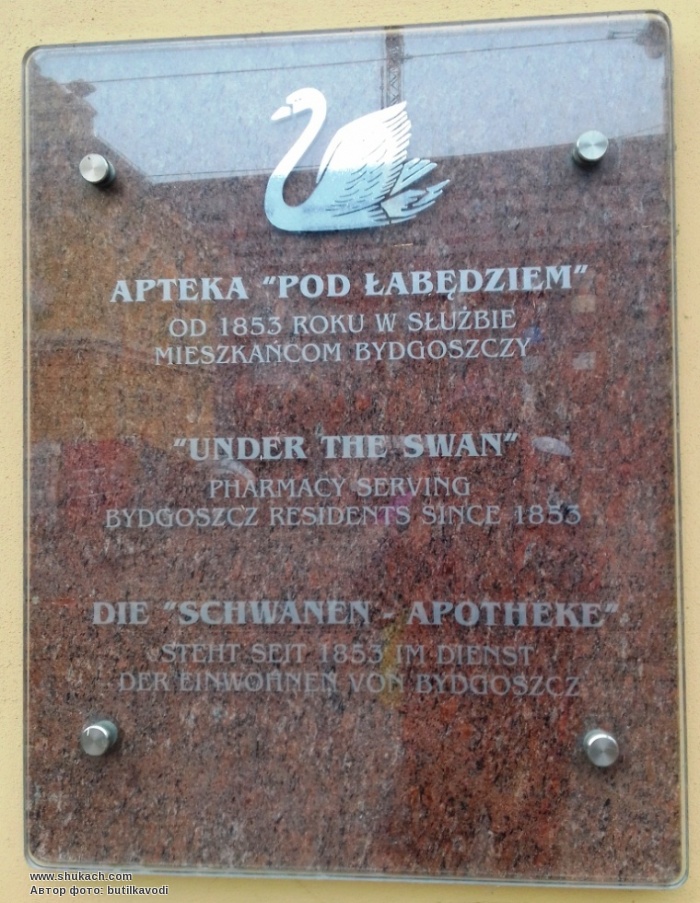 APTEKA "POD ŁABĘDZIEM"
OD 1853 ROKU W SŁUŻBIE
MIESZKAŃCOM BYDGOSZCZY
"UNDER THE SWAN"
PHARMACY SERVING
BYDGOSZCZ RESIDENTS SINCE 1853
DIE "SCHWANEN - APOTHEKE"
STEHT SEIT 1853 IM DIENST
DER EINWOHNEN VON BYDGOSZCZ
www.shukach.com
Автор фото: butilkavodi